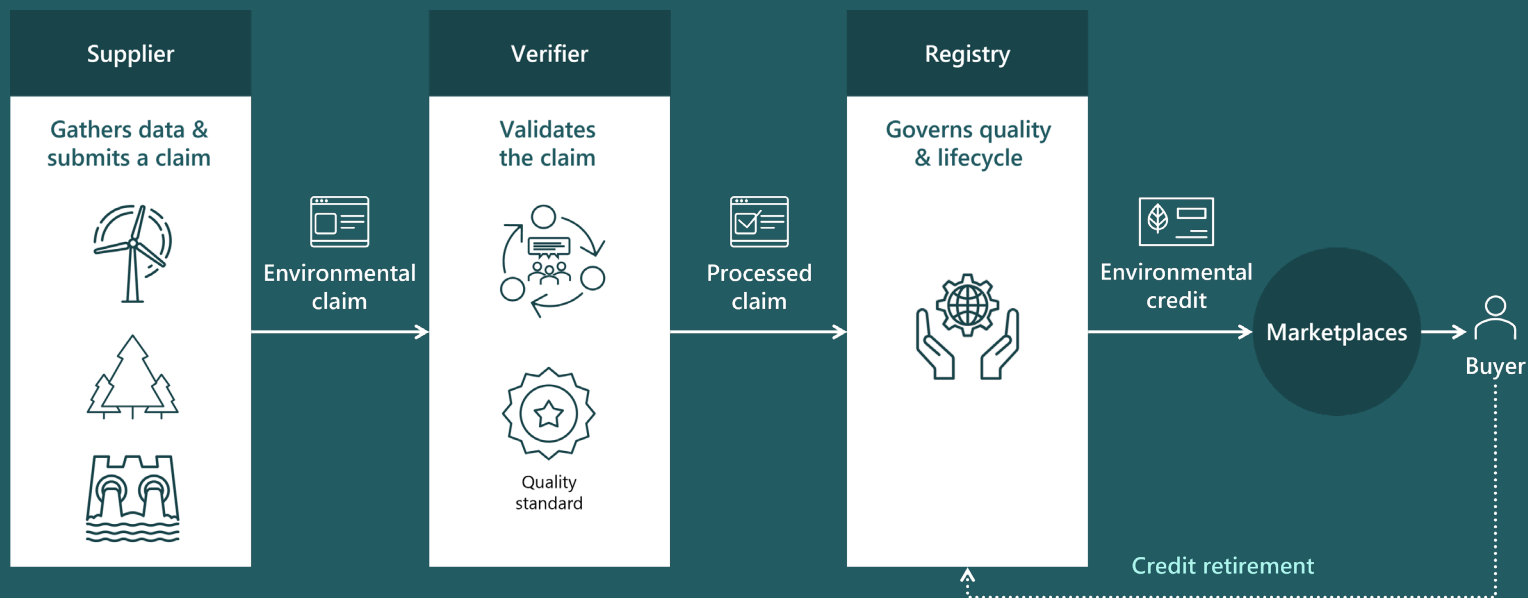 Supplier
Gathers data &
submits a claim
Environmental
claim
Verifier
Validates
the claim
Quality
standard
Processed
claim
Registry
Governs quality
& lifecycle
Environmental
credit
Marketplaces
Buyer
Credit retirement